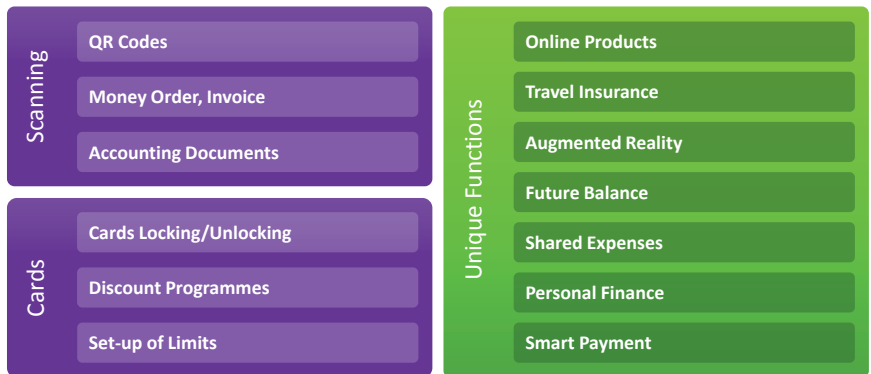 Scanning
QR Codes
Money Order, Invoice
Accounting Documents
Cards
Cards Locking/Unlocking
Discount Programmes
Set-up of Limits
Unique Functions
Online Products
Travel Insurance
Augmented Reality
Future Balance
Shared Expenses
Personal Finance
Smart Payment